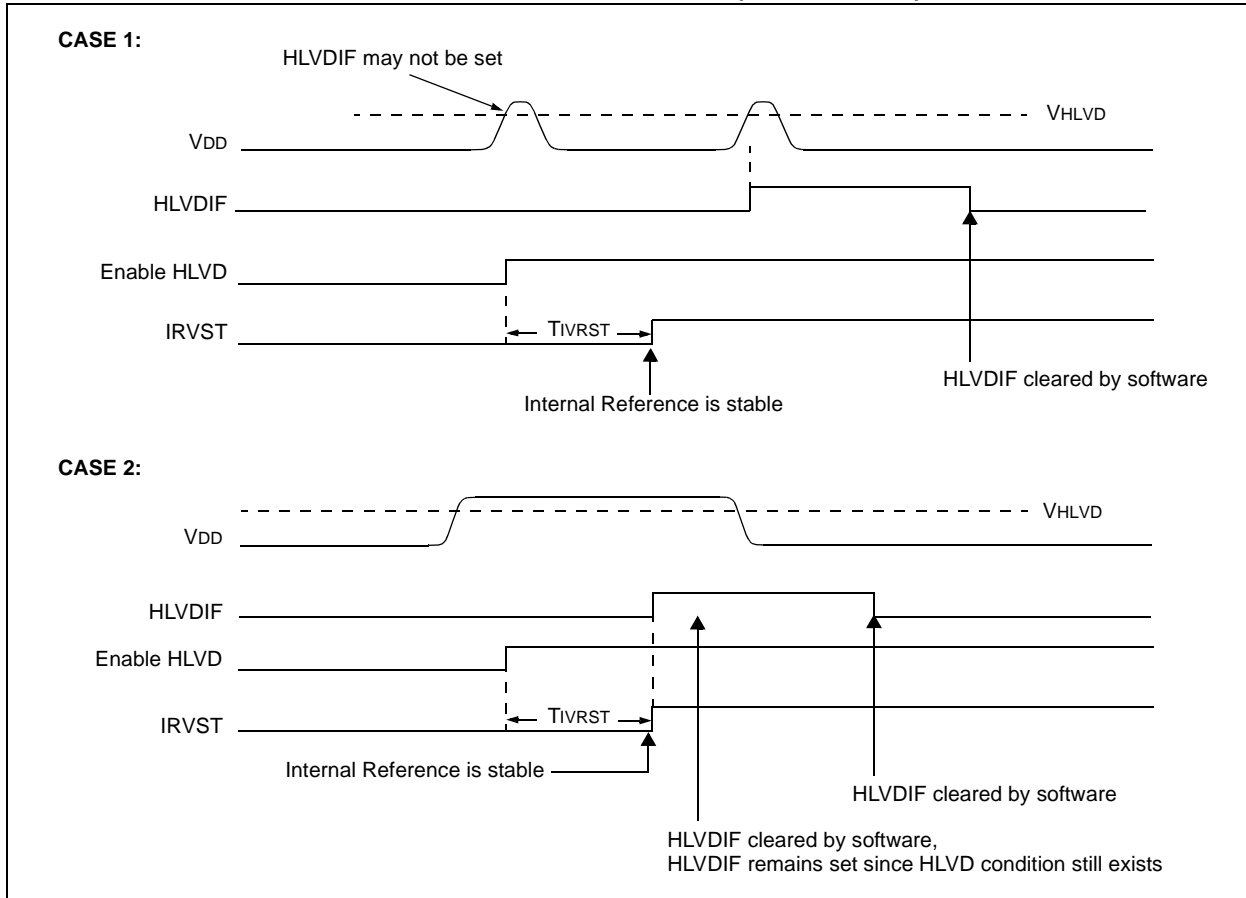 CASE 1:
HLVDIF may not be set
VHLVD
VDD
HLVDIF
Enable HLVD
TIVRST
IRVST
HLVDIF cleared by software
Internal Reference is stable
CASE 2:
VHLVD
VDD
HLVDIF
Enable HLVD
TIVRST
IRVST
Internal Reference is stable
HLVDIF cleared by software
HLVDIF cleared by software,
HLVDIF remains set since HLVD condition still exists